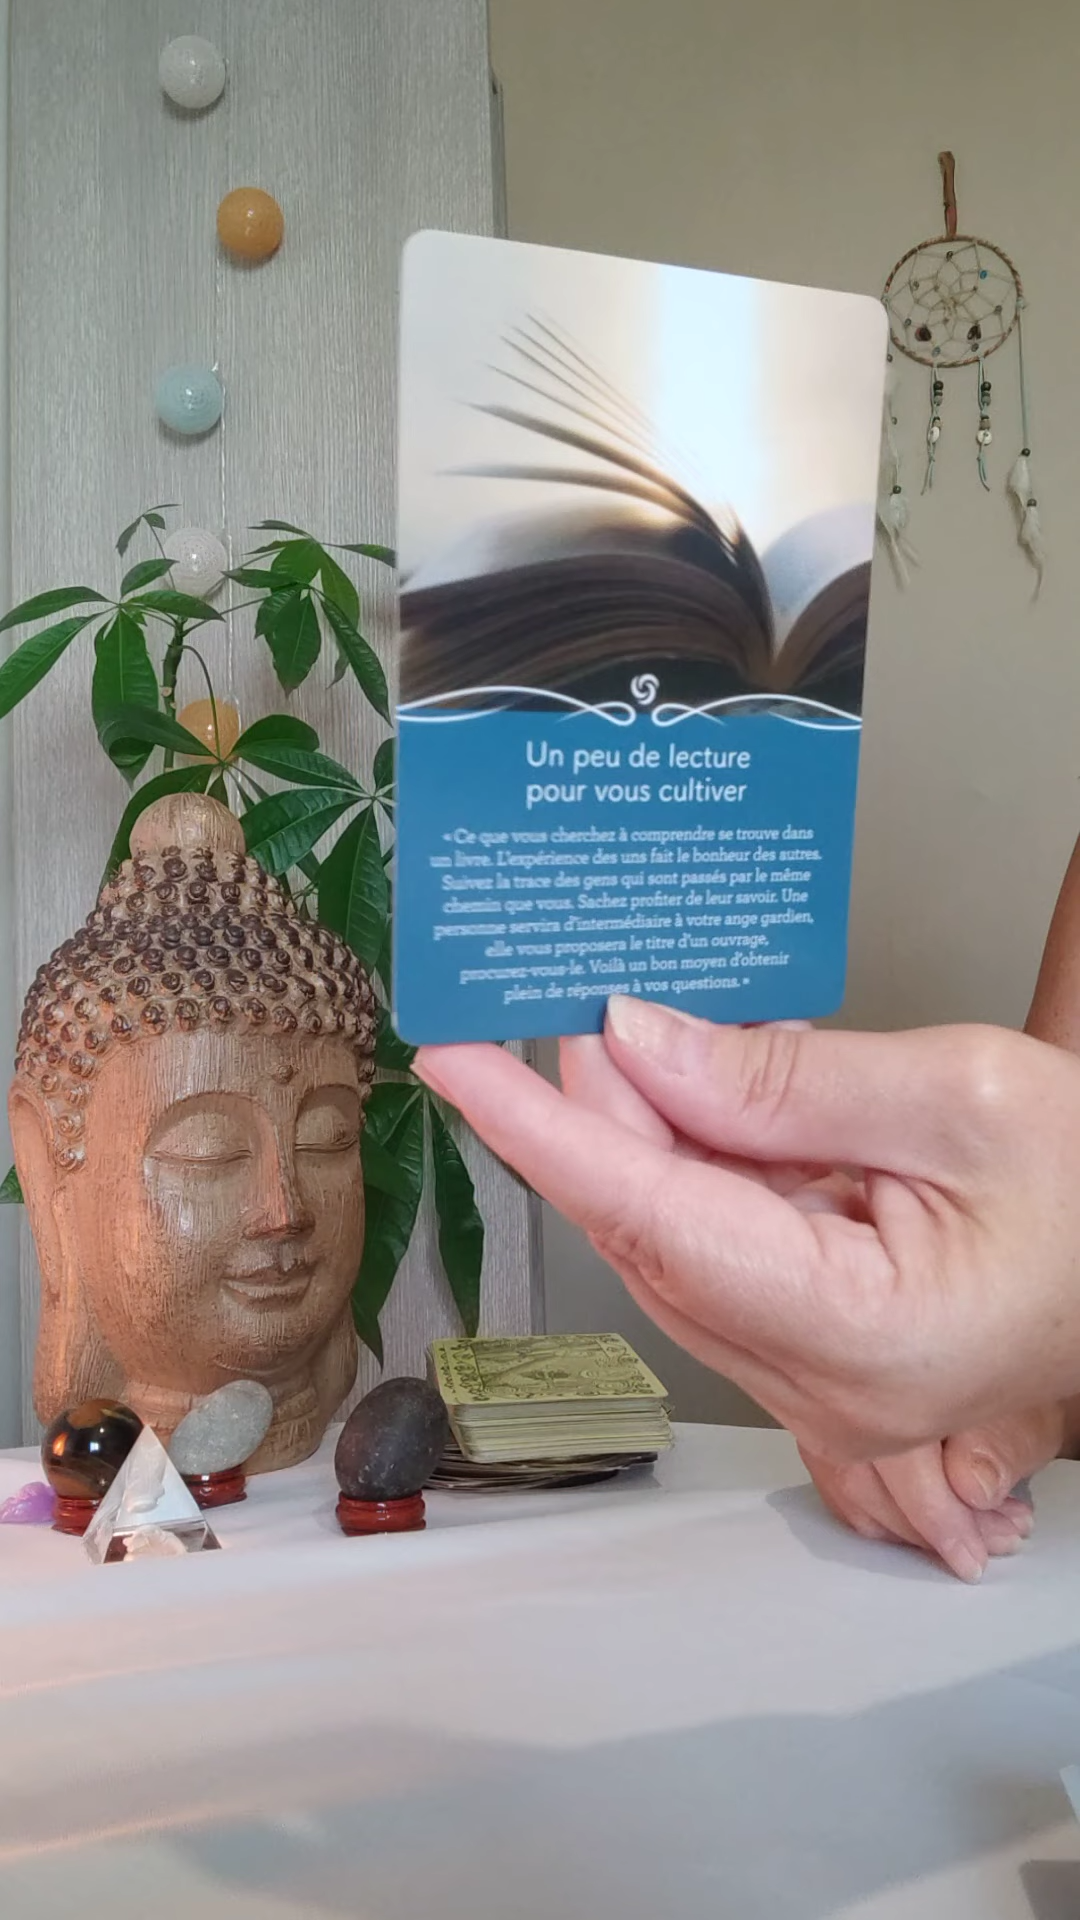 Un peu de lecture
pour vous cultiver
« Ce que vous cherchez à comprendre se trouve dans
un livre. L'expérience des uns fait le bonheur des autres.
Suivez la trace des gens qui sont passés par le même
chemin que vous. Sachez profiter de leur savoir. Une
personne servira d'intermédiaire à votre ange gardien,
elle vous proposera le titre d'un ouvrage,
procurez-vous-le. Voilà un bon moyen d'obtenir
plein de réponses à vos questions. »